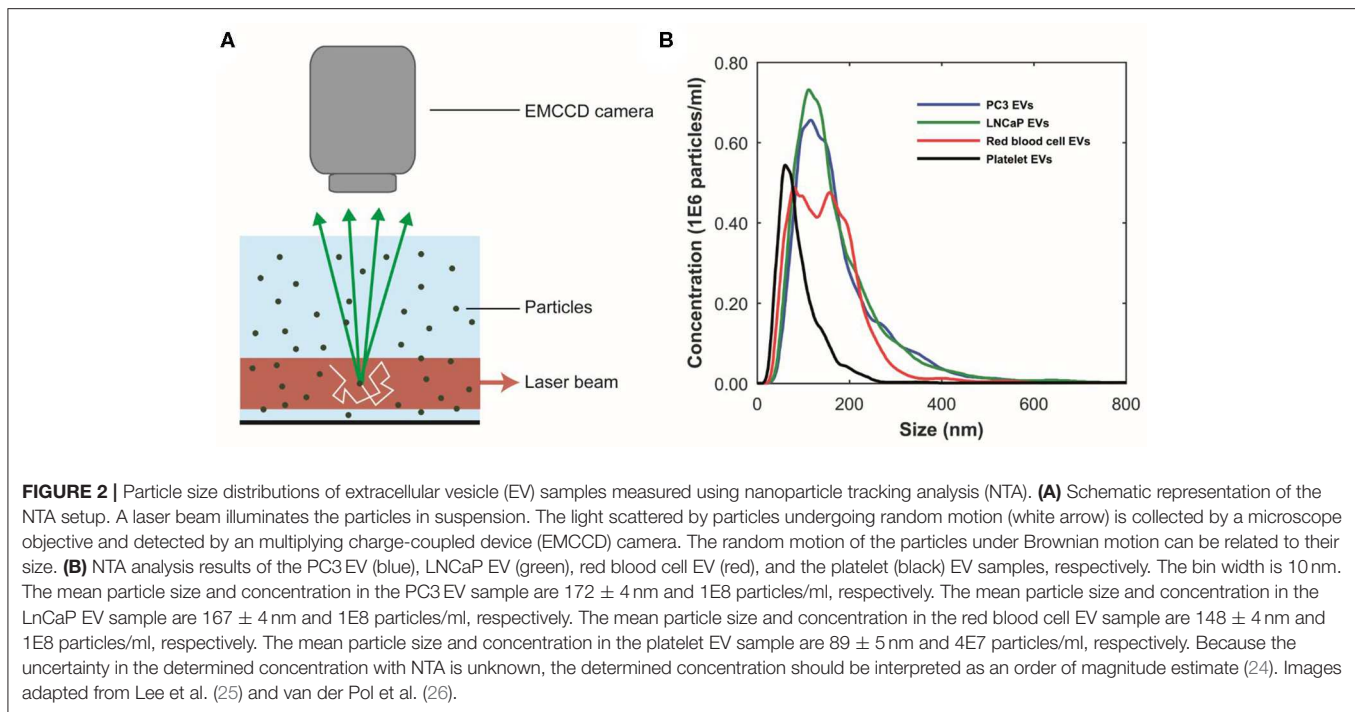 A
EMCCD camera
Particles
Laser beam
B
Concentration (1E6 particles/ml)
0.80
0.60
0.40
0.20
0.00
0
200
400
600
800
Size (nm)
PC3 EVs
LNCaP EVs
Red blood cell EVs
Platelet EVs
FIGURE 2 | Particle size distributions of extracellular vesicle (EV) samples measured using nanoparticle tracking analysis (NTA). (A) Schematic representation of the
NTA setup. A laser beam illuminates the particles in suspension. The light scattered by particles undergoing random motion (white arrow) is collected by a microscope
objective and detected by an multiplying charge-coupled device (EMCCD) camera. The random motion of the particles under Brownian motion can be related to their
size. (B) NTA analysis results of the PC3 EV (blue), LNCaP EV (green), red blood cell EV (red), and the platelet (black) EV samples, respectively. The bin width is 10 nm.
The mean particle size and concentration in the PC3 EV sample are 172 ± 4 nm and 1E8 particles/ml, respectively. The mean particle size and concentration in the
LnCaP EV sample are 167 ± 4 nm and 1E8 particles/ml, respectively. The mean particle size and concentration in the red blood cell EV sample are 148 ± 4 nm and
1E8 particles/ml, respectively. The mean particle size and concentration in the platelet EV sample are 89 ± 5 nm and 4E7 particles/ml, respectively. Because the
uncertainty in the determined concentration with NTA is unknown, the determined concentration should be interpreted as an order of magnitude estimate (24). Images
adapted from Lee et al. (25) and van der Pol et al. (26).